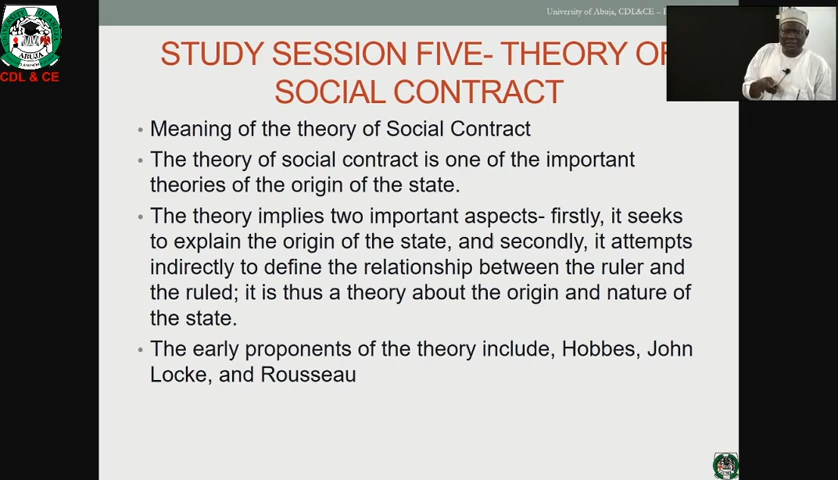 University of Abuja, CDL&CE –
STUDY SESSION FIVE- THEORY OF
SOCIAL CONTRACT
CDL & CE
• Meaning of the theory of Social Contract
• The theory of social contract is one of the important
theories of the origin of the state.
• The theory implies two important aspects- firstly, it seeks
to explain the origin of the state, and secondly, it attempts
indirectly to define the relationship between the ruler and
the ruled; it is thus a theory about the origin and nature of
the state.
• The early proponents of the theory include, Hobbes, John
Locke, and Rousseau